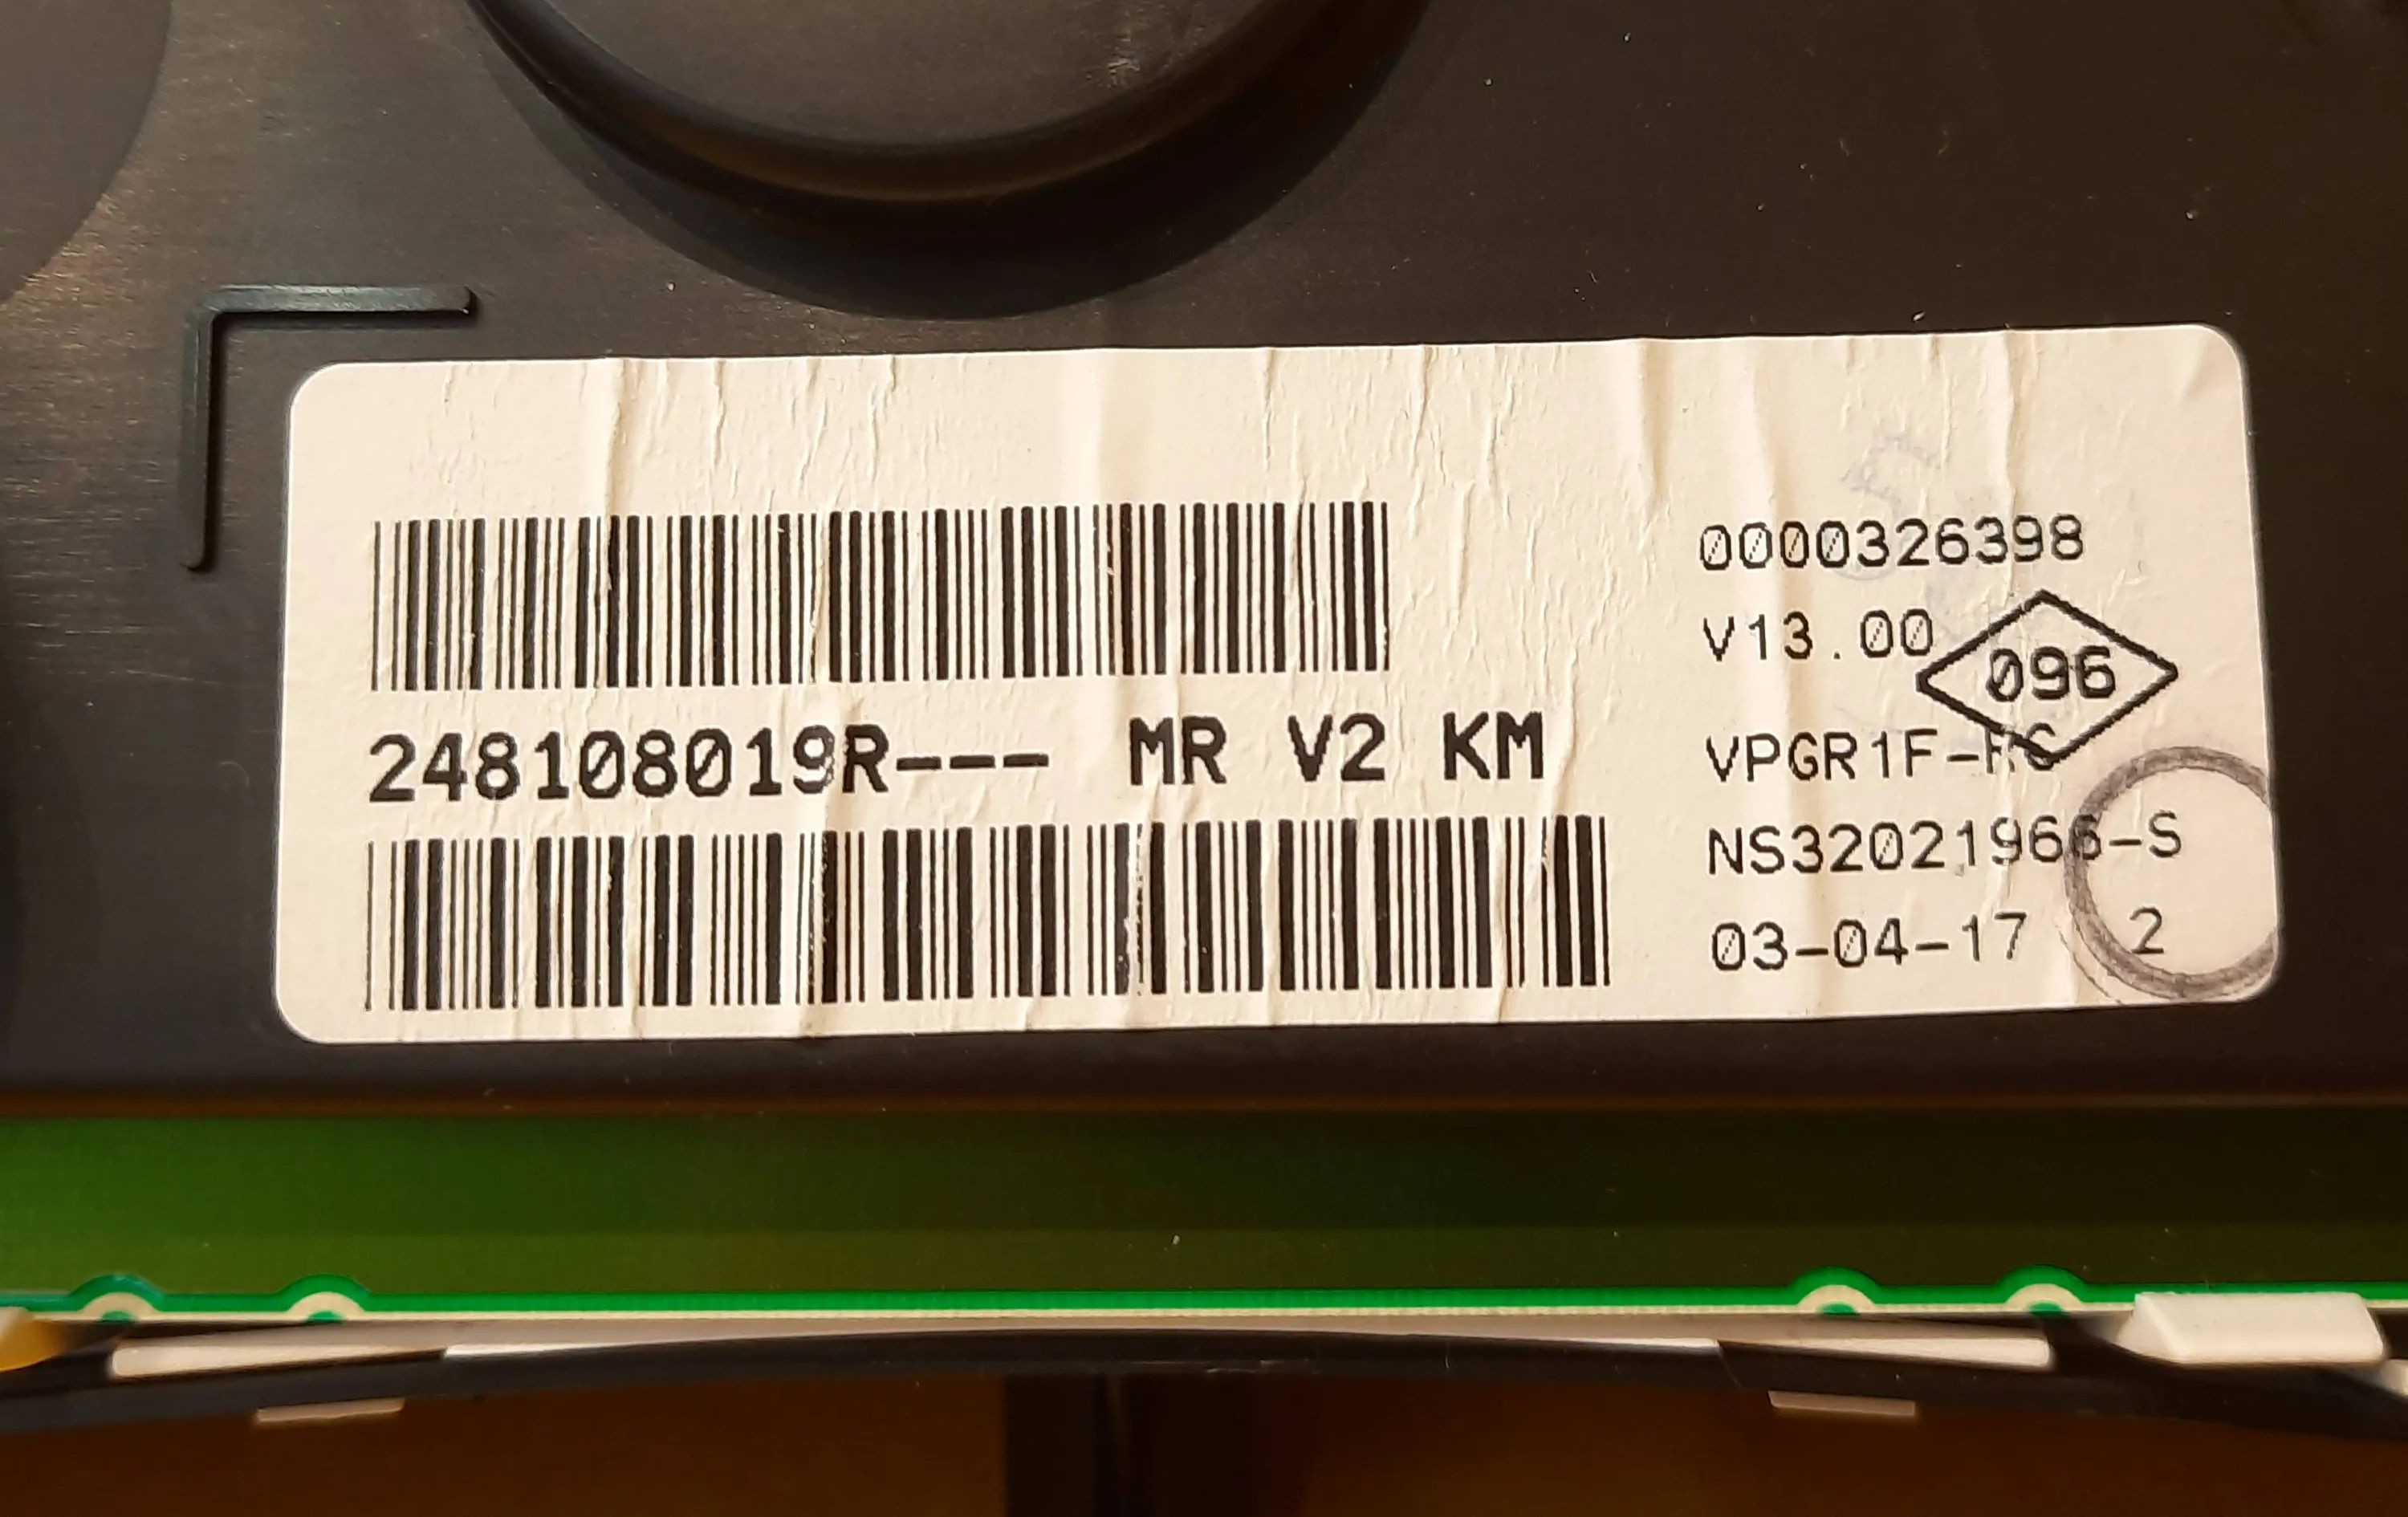 248108019R--- MR V2 KM
0000326398
V13.00
096
NS32021966-S
03-04-17 2